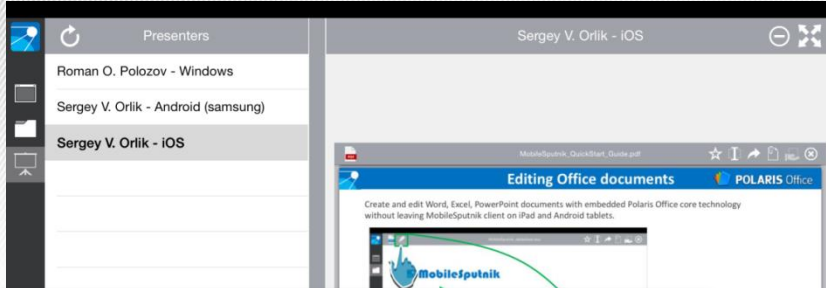 Presenters
Sergey V. Orlik - iOS
Roman O. Polozov - Windows
Sergey V. Orlik - Android (samsung)
Sergey V. Orlik - iOS
MobileSputnik_QuickStart_Guide.pdf
Editing Office documents
POLARIS Office
Create and edit Word, Excel, PowerPoint documents with embedded Polaris Office core technology
without leaving MobileSputnik client on iPad and Android tablets.
MobileSputnik